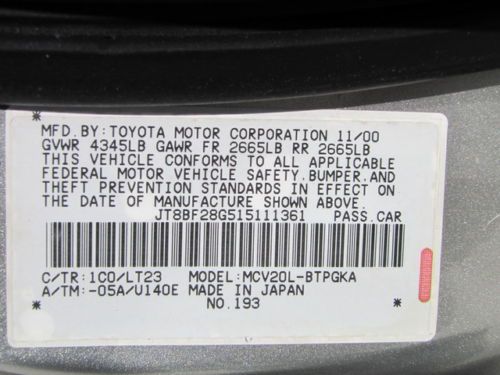 MFD. BY: TOYOTA MOTOR CORPORATION 11/00
GVWR 4345LB GAWR FR 2665LB RR 2665LB
THIS VEHICLE CONFORMS TO ALL APPLICABLE
FEDERAL MOTOR VEHICLE SAFETY, BUMPER, AND
THEFT PREVENTION STANDARDS IN EFFECT ON
THE DATE OF MANUFACTURE SHOWN ABOVE.
JT8BF28G515111361 PASS. CAR
C/TR: 1C0/LT23 MODEL: MCV20L-BTPGKA
A/TM: -05A/U140E MADE IN JAPAN
NO. 193